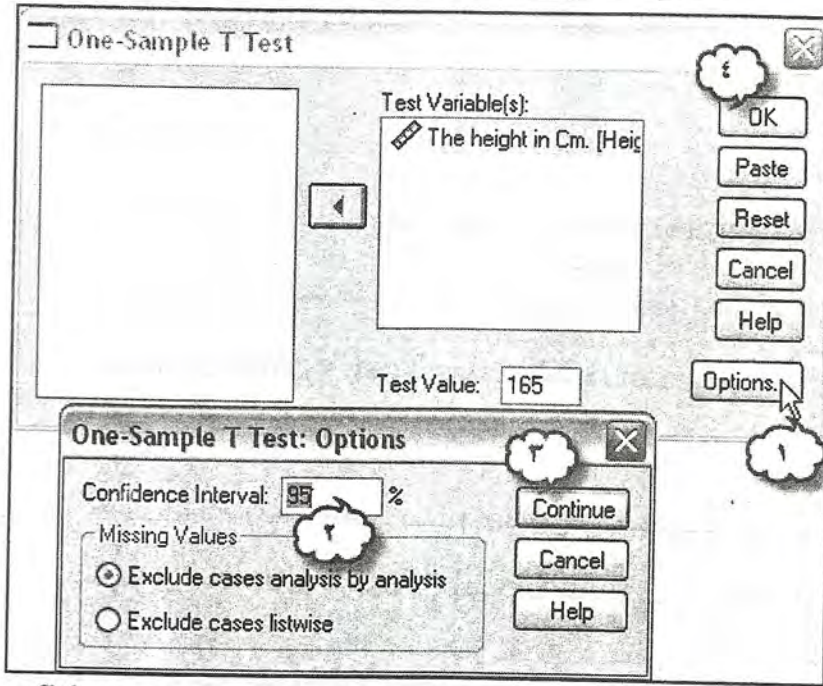 One-Sample T Test
٤
Test Variable(s):
The height in Cm. [Heig
OK
Paste
Reset
Cancel
Help
Test Value: 165
Options...
١
One-Sample T Test: Options
٣
Confidence Interval: 95 %
٢
Continue
Missing Values
Exclude cases analysis by analysis
Cancel
Exclude cases listwise
Help